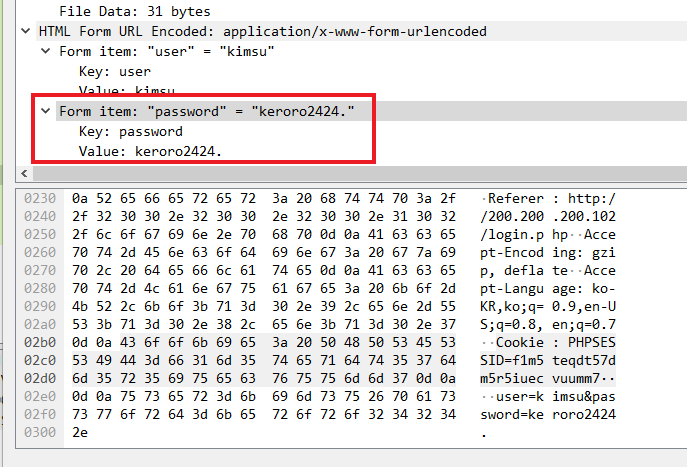 File Data: 31 bytes
HTML Form URL Encoded: application/x-www-form-urlencoded
Form item: "user" = "kimsu"
Key: user
Value: kimsu
Form item: "password" = "keroro2424."
Key: password
Value: keroro2424.
0230 0a 52 65 66 65 72 65 72 3a 20 68 74 74 70 3a 2f ·Referer : http:/
0240 2f 32 30 30 2e 32 30 30 2e 32 30 30 2e 31 30 32 /200.200 .200.102
0250 2f 6c 6f 67 69 6e 2e 70 68 70 0d 0a 41 63 63 65 /login.p hp··Acce
0260 70 74 2d 45 6e 63 6f 64 69 6e 67 3a 20 67 7a 69 pt-Encod ing: gzi
0270 70 2c 20 64 65 66 6c 61 74 65 0d 0a 41 63 63 65 p, defla te··Acce
0280 70 74 2d 4c 61 6e 67 75 61 67 65 3a 20 6b 6f 2d pt-Langu age: ko-
0290 4b 52 2c 6b 6f 3b 71 3d 30 2e 39 2c 65 6e 2d 55 KR,ko;q= 0.9,en-U
02a0 53 3b 71 3d 30 2e 38 2c 65 6e 3b 71 3d 30 2e 37 S;q=0.8, en;q=0.7
02b0 0d 0a 43 6f 6f 6b 69 65 3a 20 50 48 50 53 45 53 ··Cookie : PHPSES
02c0 53 49 44 3d 66 31 6d 35 74 65 71 64 74 35 37 64 SID=f1m5 teqdt57d
02d0 6d 35 72 35 69 75 65 63 76 75 75 6d 6d 37 0d 0a m5r5iuec vuumm7··
02e0 0d 0a 75 73 65 72 3d 6b 69 6d 73 75 26 70 61 73 ··user=k imsu&pas
02f0 73 77 6f 72 64 3d 6b 65 72 6f 72 6f 32 34 32 34 sword=ke roro2424
0300 2e .